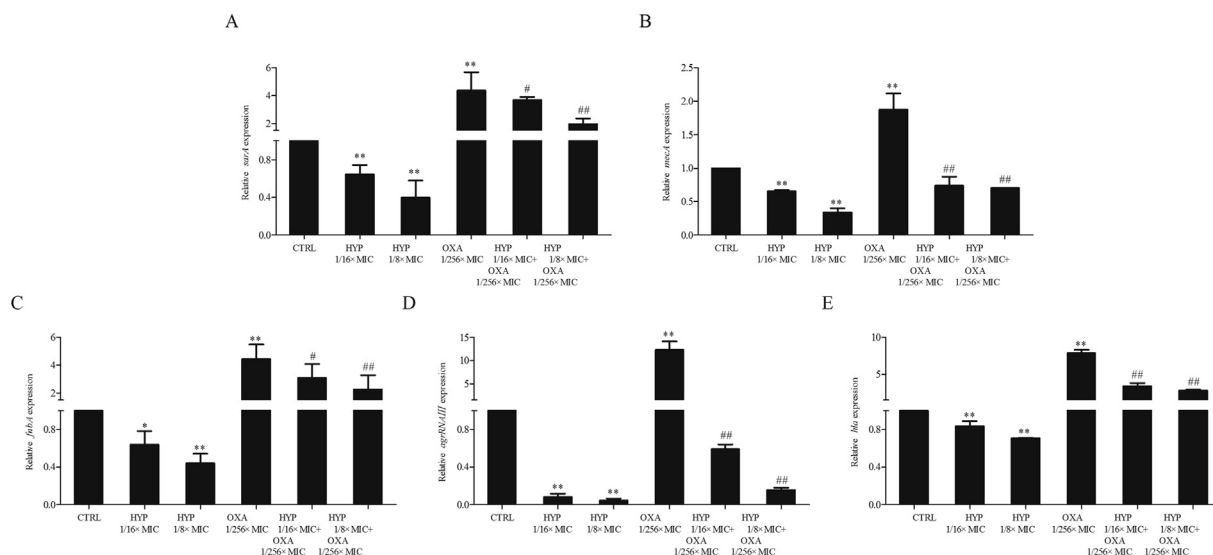 A
Relative sarA expression
6
4
2
0.8
0.4
0.0
** ** ** # ##
CTRL HYP 1/16× MIC HYP 1/8× MIC OXA 1/256× MIC HYP 1/16× MIC+ OXA 1/256× MIC HYP 1/8× MIC+ OXA 1/256× MIC
B
Relative mecA expression
2.5
2.0
1.5
1.0
0.5
0.0
** ** ** ## ##
CTRL HYP 1/16× MIC HYP 1/8× MIC OXA 1/256× MIC HYP 1/16× MIC+ OXA 1/256× MIC HYP 1/8× MIC+ OXA 1/256× MIC
C
Relative fnbA expression
6
4
2
0.8
0.4
0.0
* ** ** # ##
CTRL HYP 1/16× MIC HYP 1/8× MIC OXA 1/256× MIC HYP 1/16× MIC+ OXA 1/256× MIC HYP 1/8× MIC+ OXA 1/256× MIC
D
Relative agrRNAIII expression
15
10
5
0.8
0.4
0.0
** ** ** ## ##
CTRL HYP 1/16× MIC HYP 1/8× MIC OXA 1/256× MIC HYP 1/16× MIC+ OXA 1/256× MIC HYP 1/8× MIC+ OXA 1/256× MIC
E
Relative hla expression
10
5
0.8
0.4
0.0
** ** ** ## ##
CTRL HYP 1/16× MIC HYP 1/8× MIC OXA 1/256× MIC HYP 1/16× MIC+ OXA 1/256× MIC HYP 1/8× MIC+ OXA 1/256× MIC